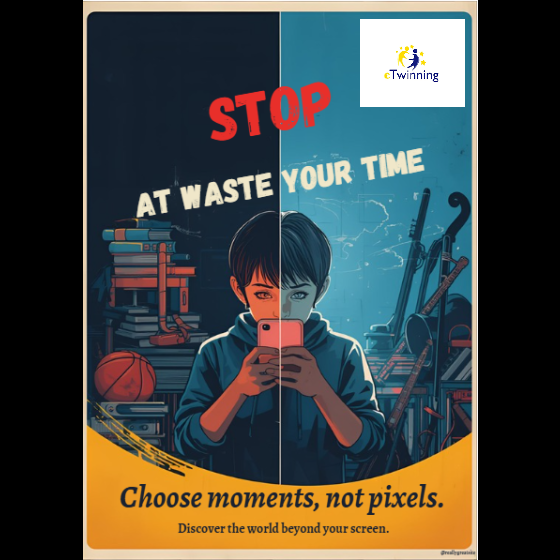 eTwinning
STOP
AT WASTE YOUR TIME
Choose moments, not pixels.
Discover the world beyond your screen.